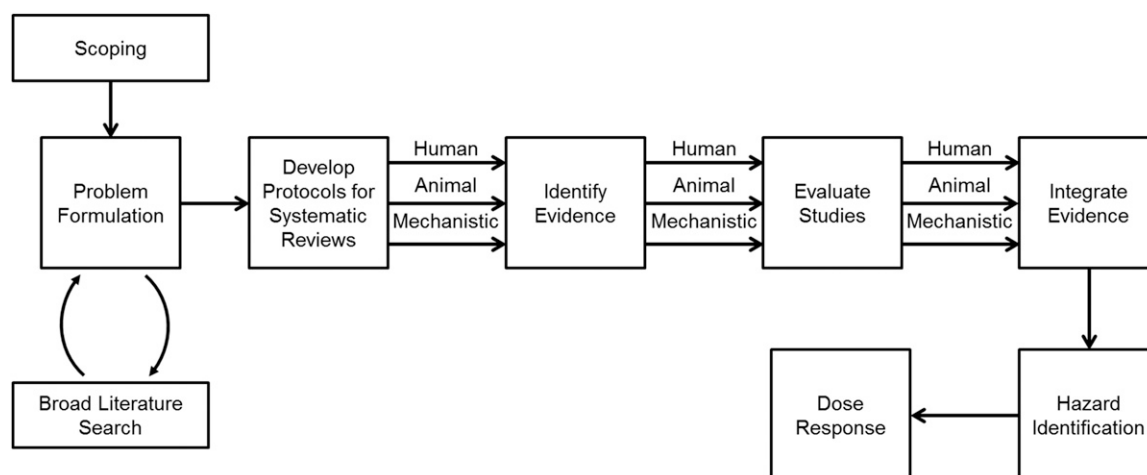 Scoping
Problem
Formulation
Broad Literature
Search
Develop
Protocols for
Systematic
Reviews
Human
Animal
Mechanistic
Identify
Evidence
Human
Animal
Mechanistic
Evaluate
Studies
Human
Animal
Mechanistic
Integrate
Evidence
Hazard
Identification
Dose
Response